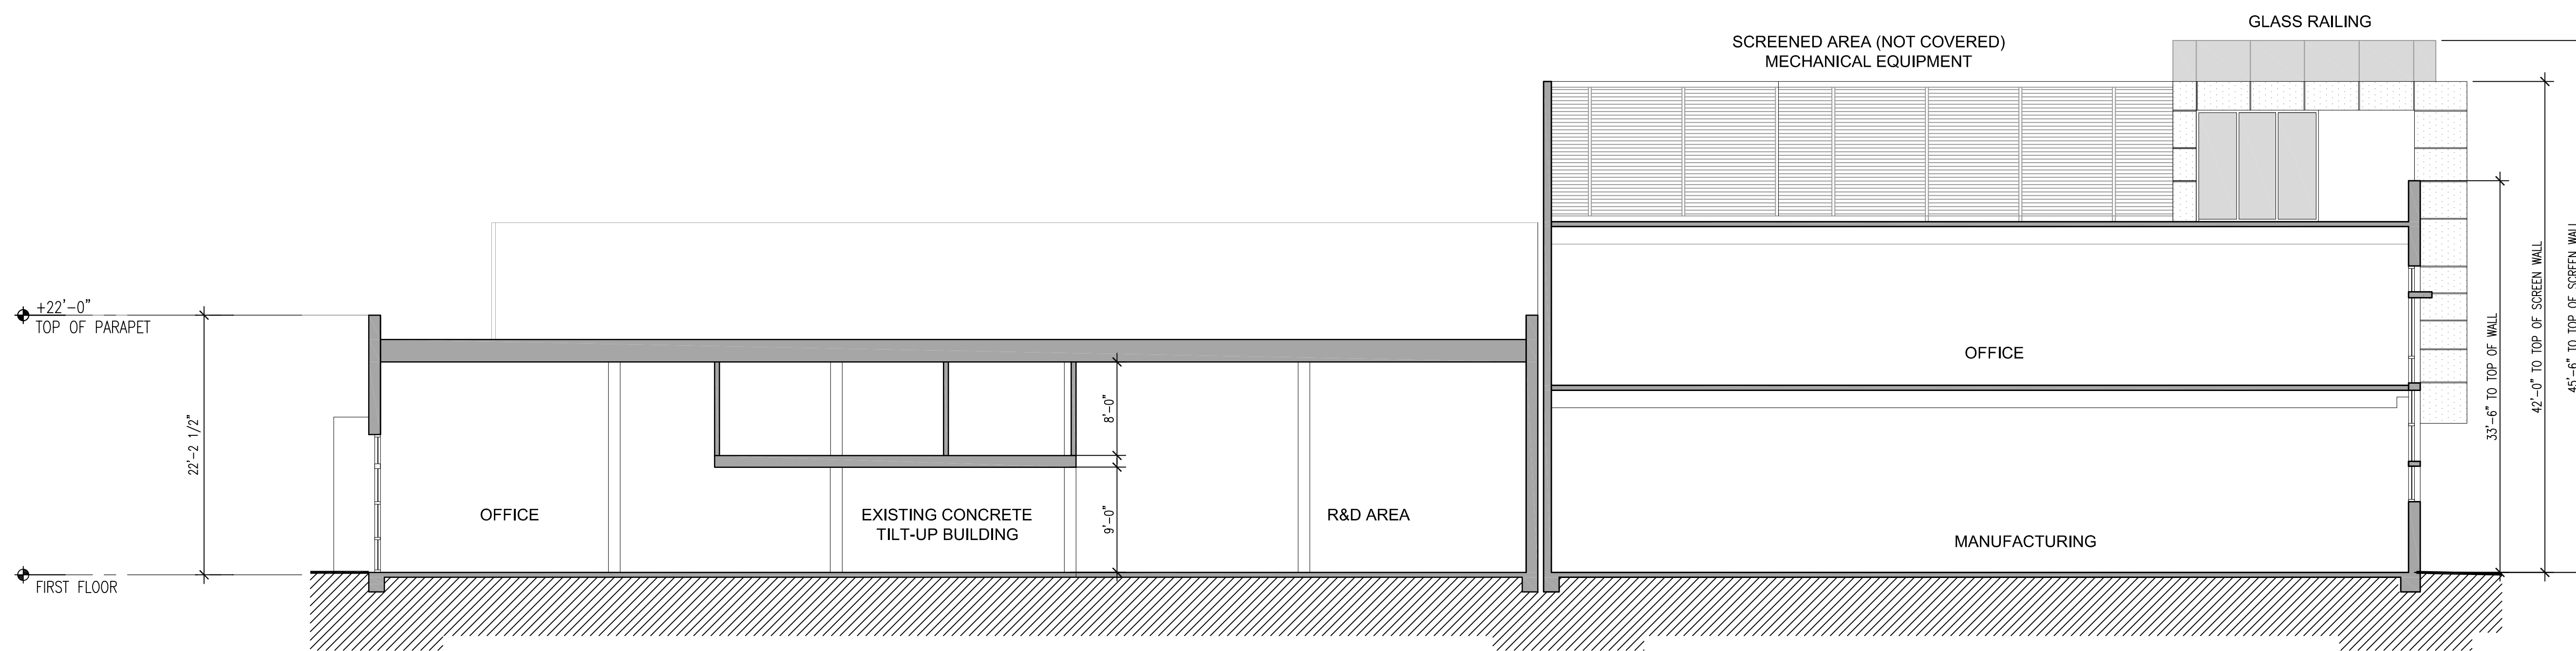 GLASS RAILING
SCREENED AREA (NOT COVERED)
MECHANICAL EQUIPMENT
+22'-0"
TOP OF PARAPET
22'-2 1/2"
8'-0"
9'-0"
OFFICE
EXISTING CONCRETE
TILT-UP BUILDING
R&D AREA
OFFICE
MANUFACTURING
33'-6" TO TOP OF WALL
42'-0" TO TOP OF SCREEN WALL
45'-6" TO TOP OF SCREEN WALL
FIRST FLOOR